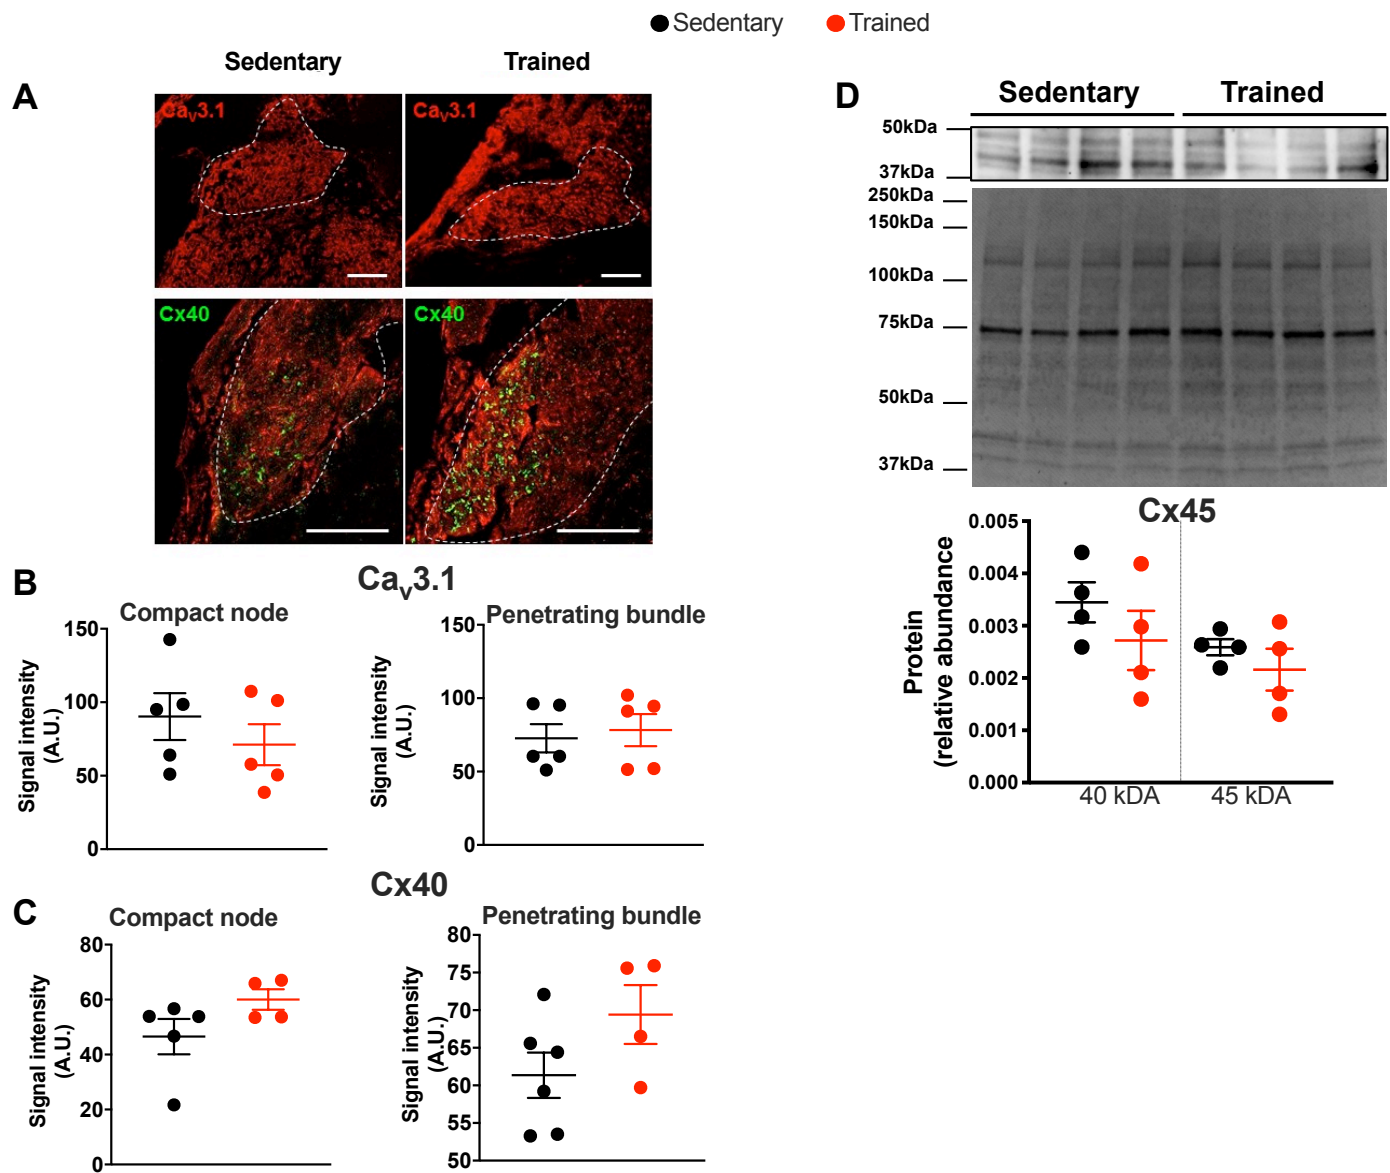 Sedentary Trained
Sedentary Trained
A
Cav3.1 Cav3.1
Cx40 Cx40
B
Cav3.1
Compact node
Signal intensity
(A.U.)
150
100
50
0
Penetrating bundle
Signal intensity
(A.U.)
150
100
50
0
C
Cx40
Compact node
Signal intensity
(A.U.)
80
60
40
20
0
Penetrating bundle
Signal intensity
(A.U.)
80
75
70
65
60
55
50
D
Sedentary Trained
50kDa
37kDa
250kDa
150kDa
100kDa
75kDa
50kDa
37kDa
Cx45
Protein
(relative abundance
0.005
0.004
0.003
0.002
0.001
0.000
40 kDA 45 kDA